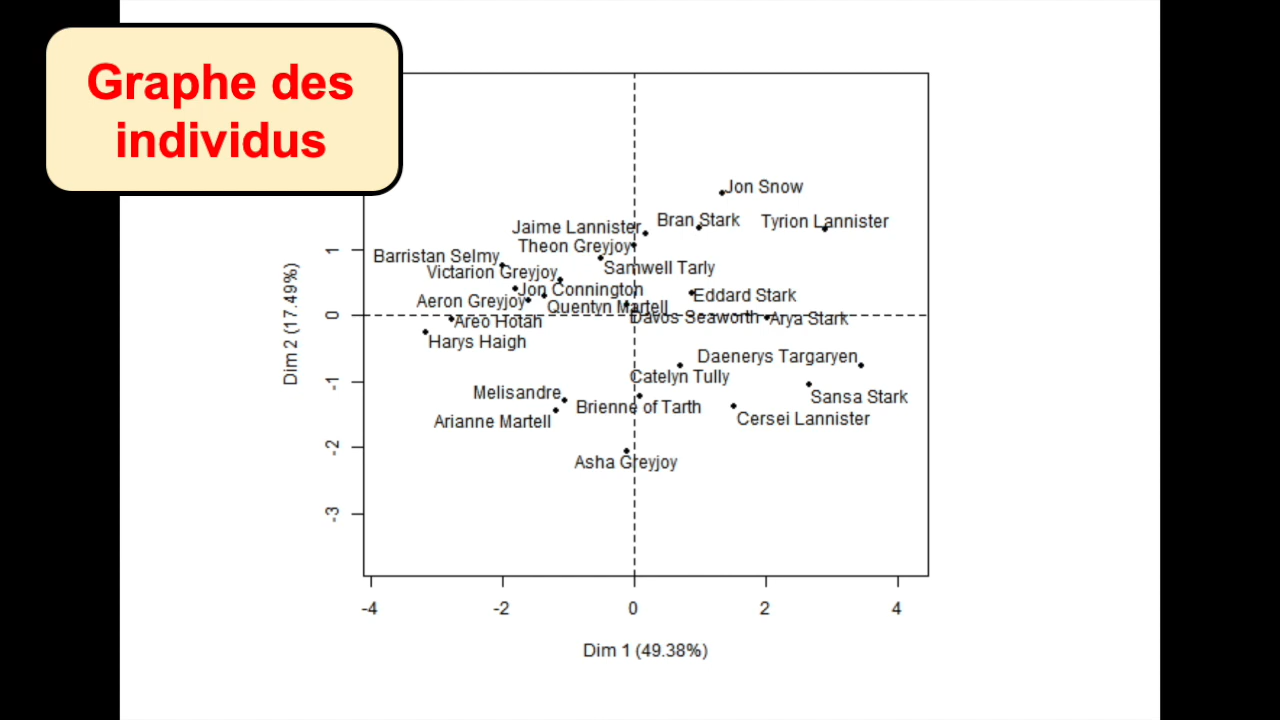 Graphe des
individus
Jon Snow
Bran Stark
Tyrion Lannister
Jaime Lannister
Theon Greyjoy
Barristan Selmy
Samwell Tarly
Victarion Greyjoy
Jon Connington
Eddard Stark
Aeron Greyjoy
Quentyn Martell
Davos Seaworth
Arya Stark
Areo Hotah
Harys Haigh
Daenerys Targaryen
Catelyn Tully
Melisandre
Sansa Stark
Brienne of Tarth
Arianne Martell
Cersei Lannister
Asha Greyjoy
1
0
-1
-2
-3
Dim 2 (17.49%)
-4
-2
0
2
4
Dim 1 (49.38%)